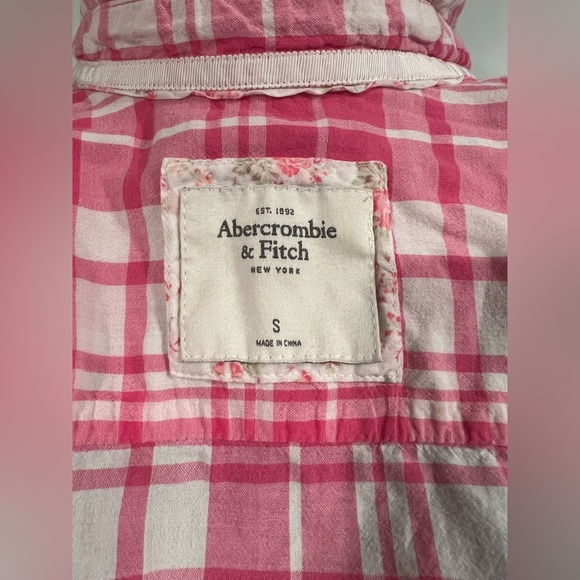 EST. 1892
Abercrombie
& Fitch
NEW YORK
S
MADE IN CHINA